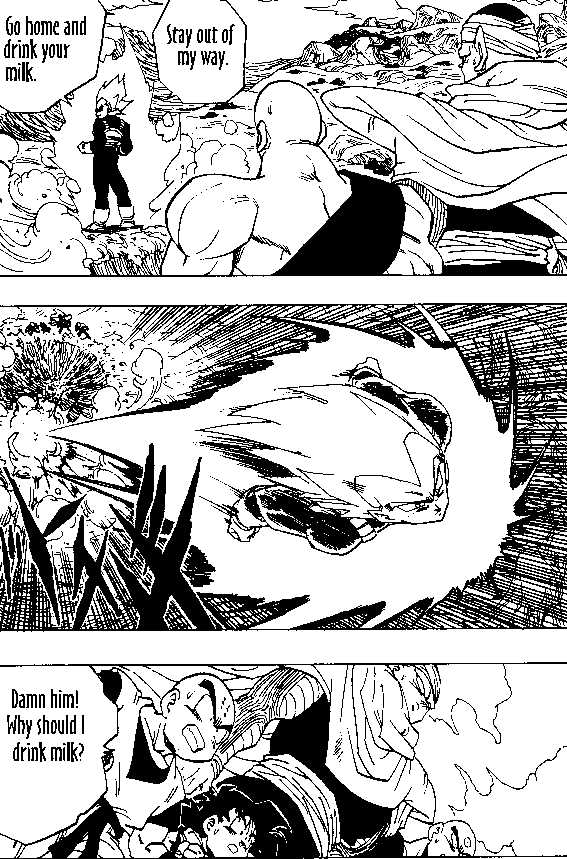 Go home and
drink your
milk.
Stay out of
my way.
Damn him!
Why should I
drink milk?